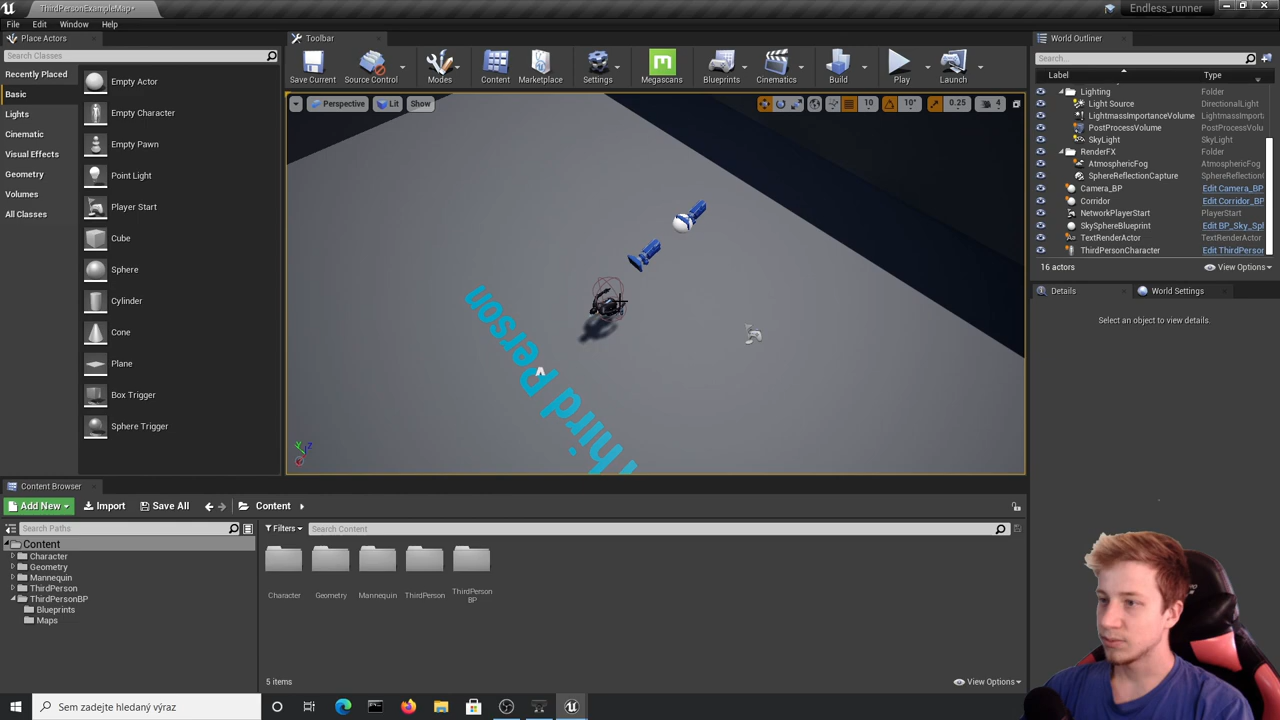 ThirdPersonExampleMap*
Endless_runner
File Edit Window Help
Place Actors
Search Classes
Recently Placed
Basic
Lights
Cinematic
Visual Effects
Geometry
Volumes
All Classes
Empty Actor
Empty Character
Empty Pawn
Point Light
Player Start
Cube
Sphere
Cylinder
Cone
Plane
Box Trigger
Sphere Trigger
Toolbar
Save Current
Source Control
Modes
Content
Marketplace
Settings
Megascans
Blueprints
Cinematics
Build
Play
Launch
Perspective
Lit
Show
10
10°
0.25
4
Third Person
World Outliner
Search...
Label Type
Lighting Folder
Light Source DirectionalLight
LightmassImportanceVolume LightmassImporta
PostProcessVolume PostProcessVolu
SkyLight SkyLight
RenderFX Folder
AtmosphericFog AtmosphericFog
SphereReflectionCapture SphereReflection
Camera_BP Edit Camera_BP
Corridor Edit Corridor_BP
NetworkPlayerStart PlayerStart
SkySphereBlueprint Edit BP_Sky_Sp
TextRenderActor TextRenderActor
ThirdPersonCharacter Edit ThirdPerson
16 actors
View Options
Details
World Settings
Select an object to view details.
Content Browser
Add New
Import
Save All
Content
Search Paths
Filters
Search Content
Content
Character
Geometry
Mannequin
ThirdPerson
ThirdPersonBP
Blueprints
Maps
Character
Geometry
Mannequin
ThirdPerson
ThirdPerson
BP
5 items
View Options
Sem zadejte hledaný výraz